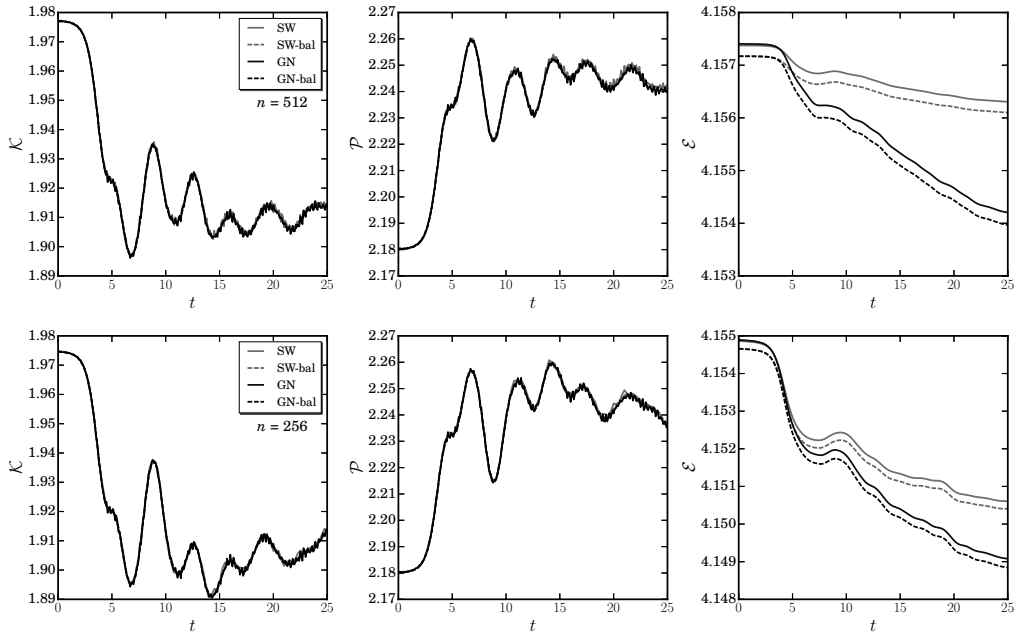 1.98
1.97
1.96
1.95
1.94
1.93
1.92
1.91
1.90
1.89
𝒦
0 5 10 15 20 25
t
SW
SW-bal
GN
GN-bal
n = 512
2.27
2.26
2.25
2.24
2.23
2.22
2.21
2.20
2.19
2.18
2.17
𝒫
0 5 10 15 20 25
t
4.158
4.157
4.156
4.155
4.154
4.153
ℰ
0 5 10 15 20 25
t
1.98
1.97
1.96
1.95
1.94
1.93
1.92
1.91
1.90
1.89
𝒦
0 5 10 15 20 25
t
SW
SW-bal
GN
GN-bal
n = 256
2.27
2.26
2.25
2.24
2.23
2.22
2.21
2.20
2.19
2.18
2.17
𝒫
0 5 10 15 20 25
t
4.155
4.154
4.153
4.152
4.151
4.150
4.149
4.148
ℰ
0 5 10 15 20 25
t